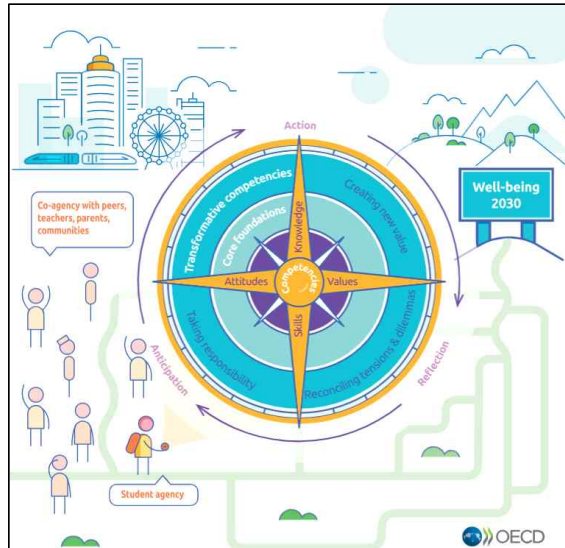 Action
Transformative competencies
Creating new value
Core foundations
Knowledge
Co-agency with peers,
teachers, parents,
communities
Well-being
2030
Attitudes
Competencies
Values
Skills
Taking responsibility
Reconciling tensions & dilemmas
Anticipation
Reflection
Student agency
OECD